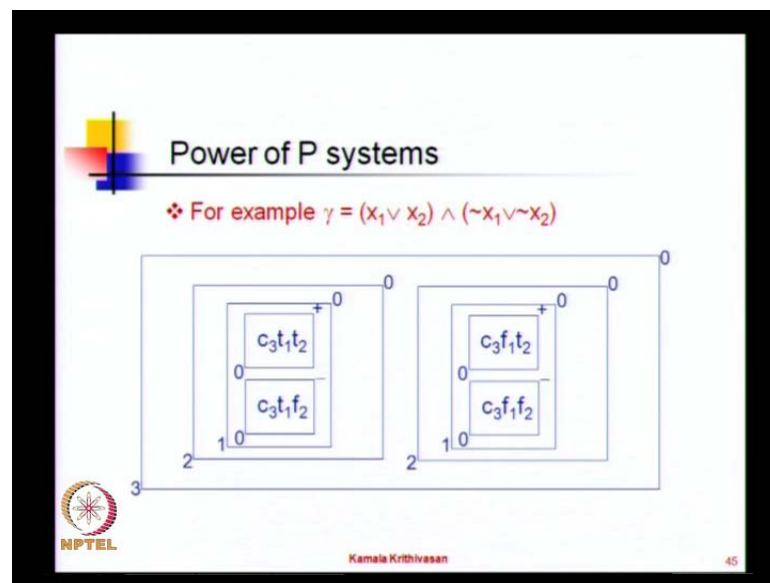 Power of P systems
❖ For example γ = (x₁∨ x₂) ∧ (~x₁∨~x₂)
0
0 0
0 0
+ +
c₃t₁t₂ c₃f₁t₂
0 0
– –
c₃t₁f₂ c₃f₁f₂
1 0 1 0
2 2
3
NPTEL
Kamala Krithivasan 45